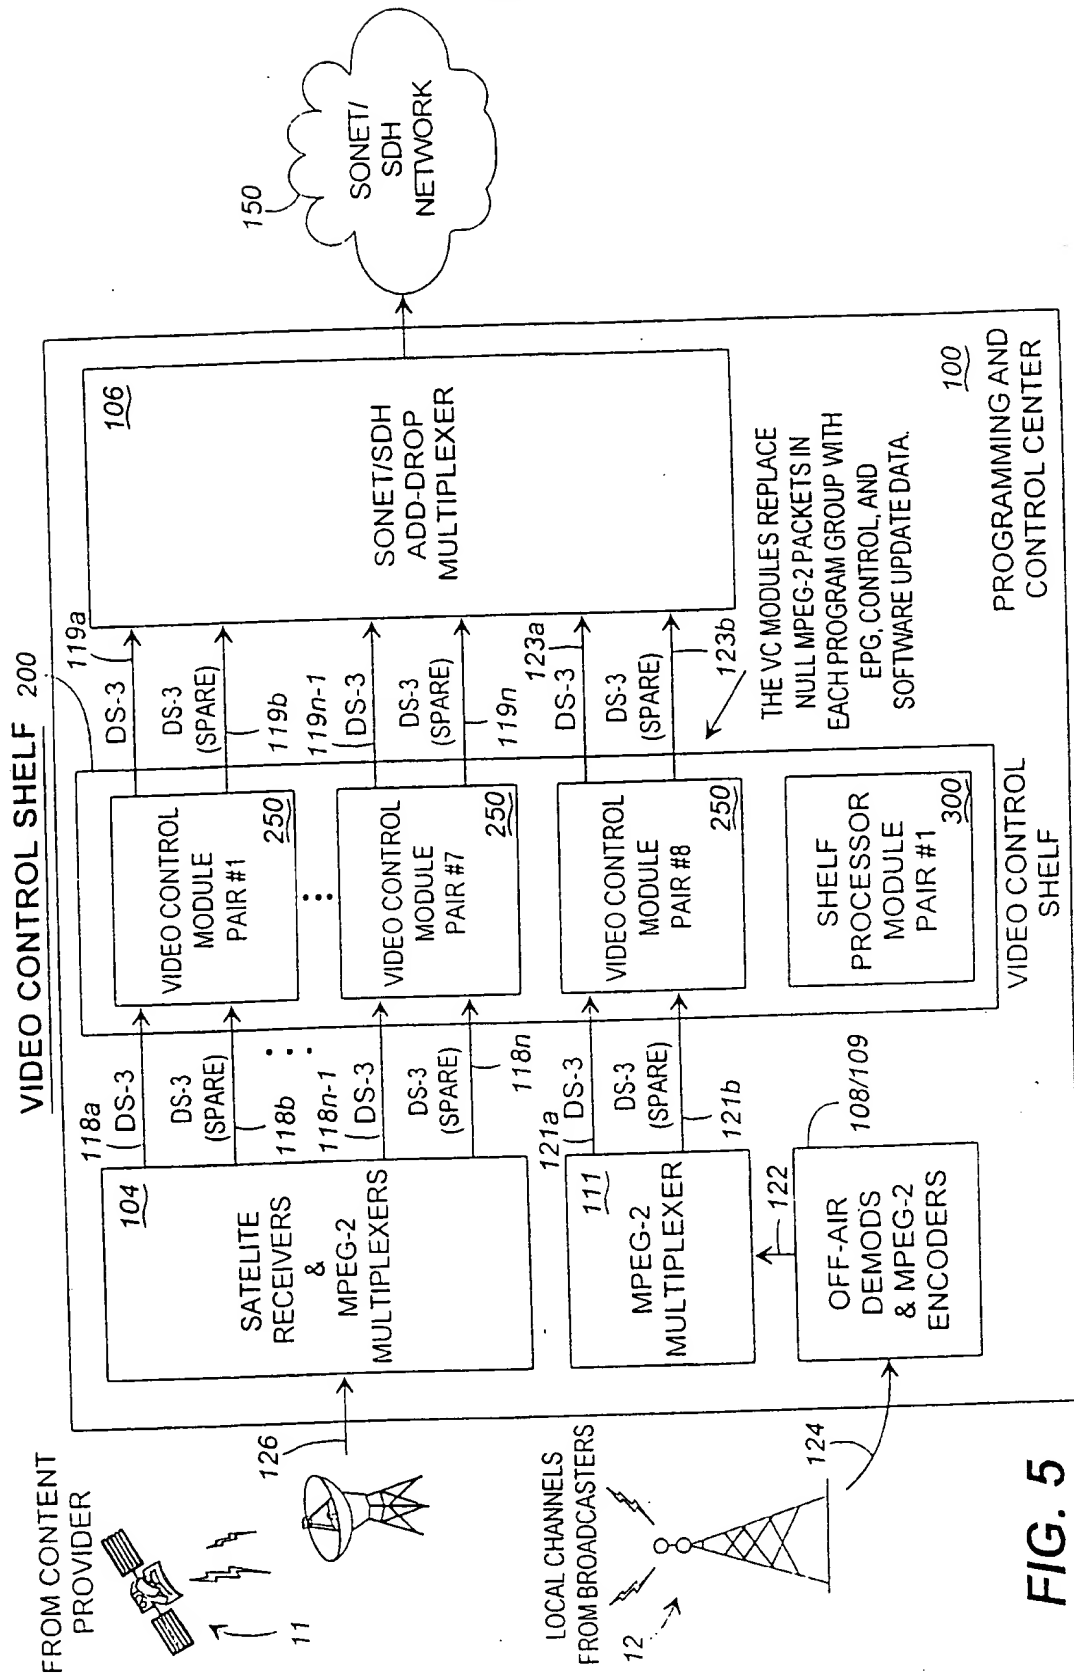 VIDEO CONTROL SHELF
FROM CONTENT
PROVIDER
11
126
104
SATELITE
RECEIVERS
&
MPEG-2
MULTIPLEXERS
118a
DS-3
DS-3
(SPARE)
118b
118n-1
DS-3
DS-3
(SPARE)
118n
200
VIDEO CONTROL
MODULE
PAIR #1
250
VIDEO CONTROL
MODULE
PAIR #7
250
119a
DS-3
DS-3
(SPARE)
119b
119n-1
DS-3
DS-3
(SPARE)
119n
106
SONET/SDH
ADD-DROP
MULTIPLEXER
150
SONET/
SDH
NETWORK
LOCAL CHANNELS
FROM BROADCASTERS
12
124
111
MPEG-2
MULTIPLEXER
122
108/109
OFF-AIR
DEMODS
& MPEG-2
ENCODERS
121a
DS-3
DS-3
(SPARE)
121b
VIDEO CONTROL
MODULE
PAIR #8
250
SHELF
PROCESSOR
MODULE
PAIR #1
300
VIDEO CONTROL
SHELF
123a
DS-3
DS-3
(SPARE)
123b
THE VC MODULES REPLACE
NULL MPEG-2 PACKETS IN
EACH PROGRAM GROUP WITH
EPG, CONTROL, AND
SOFTWARE UPDATE DATA.
100
PROGRAMMING AND
CONTROL CENTER
FIG. 5